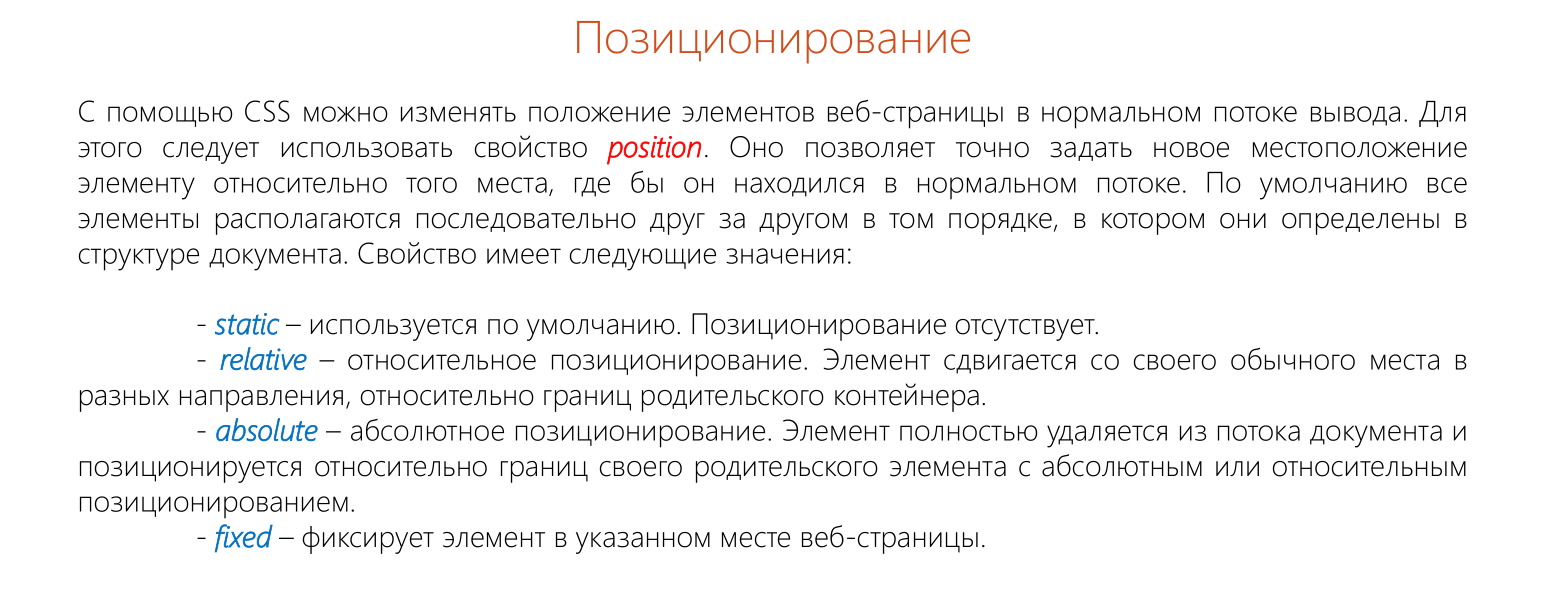 Позиционирование
С помощью CSS можно изменять положение элементов веб-страницы в нормальном потоке вывода. Для
этого следует использовать свойство position. Оно позволяет точно задать новое местоположение
элементу относительно того места, где бы он находился в нормальном потоке. По умолчанию все
элементы располагаются последовательно друг за другом в том порядке, в котором они определены в
структуре документа. Свойство имеет следующие значения:
- static – используется по умолчанию. Позиционирование отсутствует.
- relative – относительное позиционирование. Элемент сдвигается со своего обычного места в
разных направления, относительно границ родительского контейнера.
- absolute – абсолютное позиционирование. Элемент полностью удаляется из потока документа и
позиционируется относительно границ своего родительского элемента с абсолютным или относительным
позиционированием.
- fixed – фиксирует элемент в указанном месте веб-страницы.